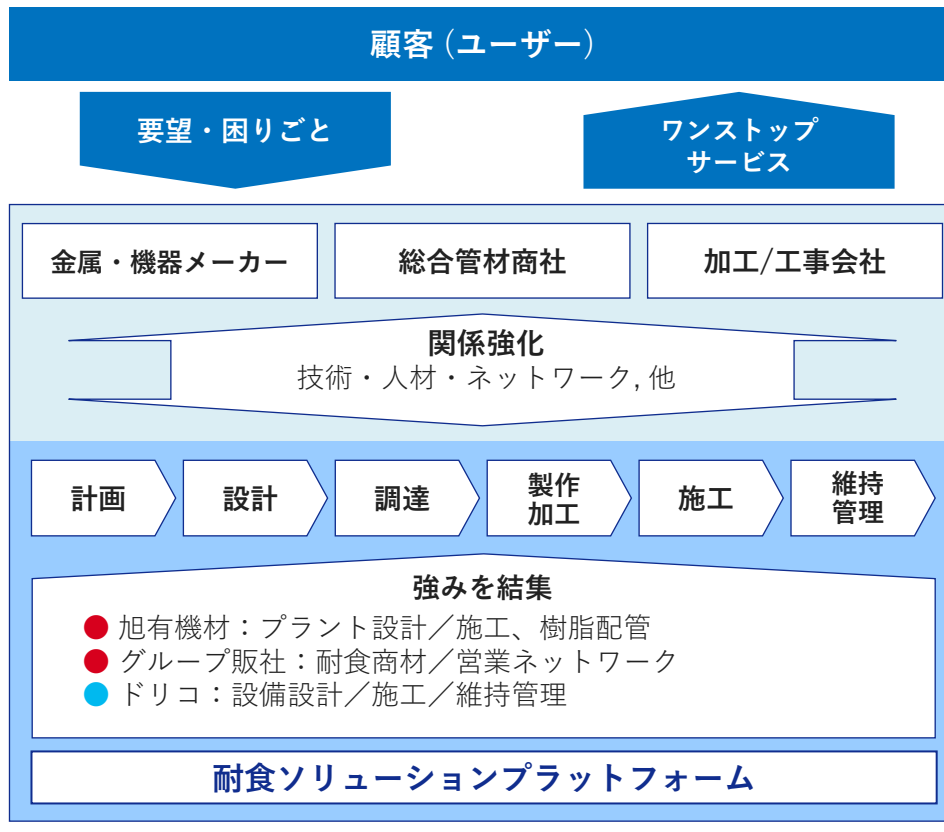 顧客（ユーザー）
要望・困りごと
ワンストップ
サービス
金属・機器メーカー
総合管材商社
加工/工事会社
関係強化
技術・人材・ネットワーク, 他
計画
設計
調達
製作
加工
施工
維持
管理
強みを結集
旭有機材：プラント設計／施工、樹脂配管
グループ販社：耐食商材／営業ネットワーク
ドリコ：設備設計／施工／維持管理
耐食ソリューションプラットフォーム